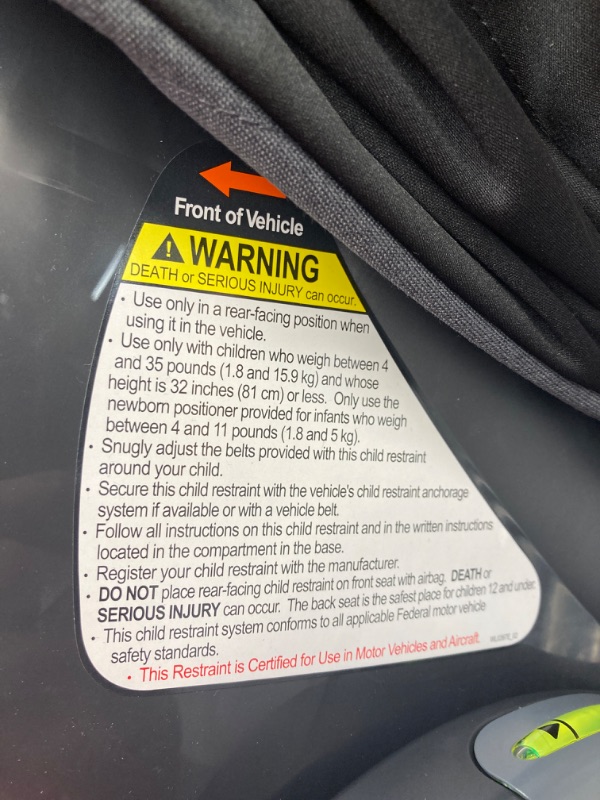 Front of Vehicle
WARNING
DEATH or SERIOUS INJURY can occur.
• Use only in a rear-facing position when
using it in the vehicle.
• Use only with children who weigh between 4
and 35 pounds (1.8 and 15.9 kg) and whose
height is 32 inches (81 cm) or less. Only use the
newborn positioner provided for infants who weigh
between 4 and 11 pounds (1.8 and 5 kg).
• Snugly adjust the belts provided with this child restraint
around your child.
• Secure this child restraint with the vehicle's child restraint anchorage
system if available or with a vehicle belt.
• Follow all instructions on this child restraint and in the written instructions
located in the compartment in the base.
• Register your child restraint with the manufacturer.
• DO NOT place rear-facing child restraint on front seat with airbag. DEATH or
SERIOUS INJURY can occur. The back seat is the safest place for children 12 and under.
• This child restraint system conforms to all applicable Federal motor vehicle
safety standards.
• This Restraint is Certified for Use in Motor Vehicles and Aircraft.